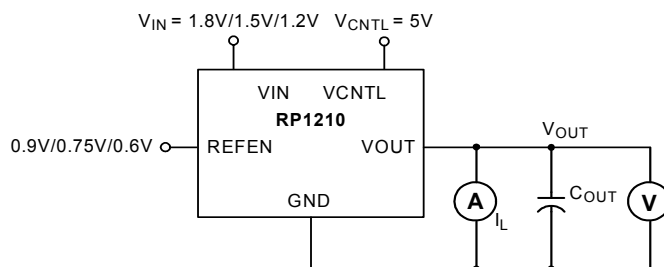 VIN = 1.8V/1.5V/1.2V VCNTL = 5V
VIN VCNTL
RP1210
0.9V/0.75V/0.6V REFEN VOUT VOUT
GND
A IL COUT V